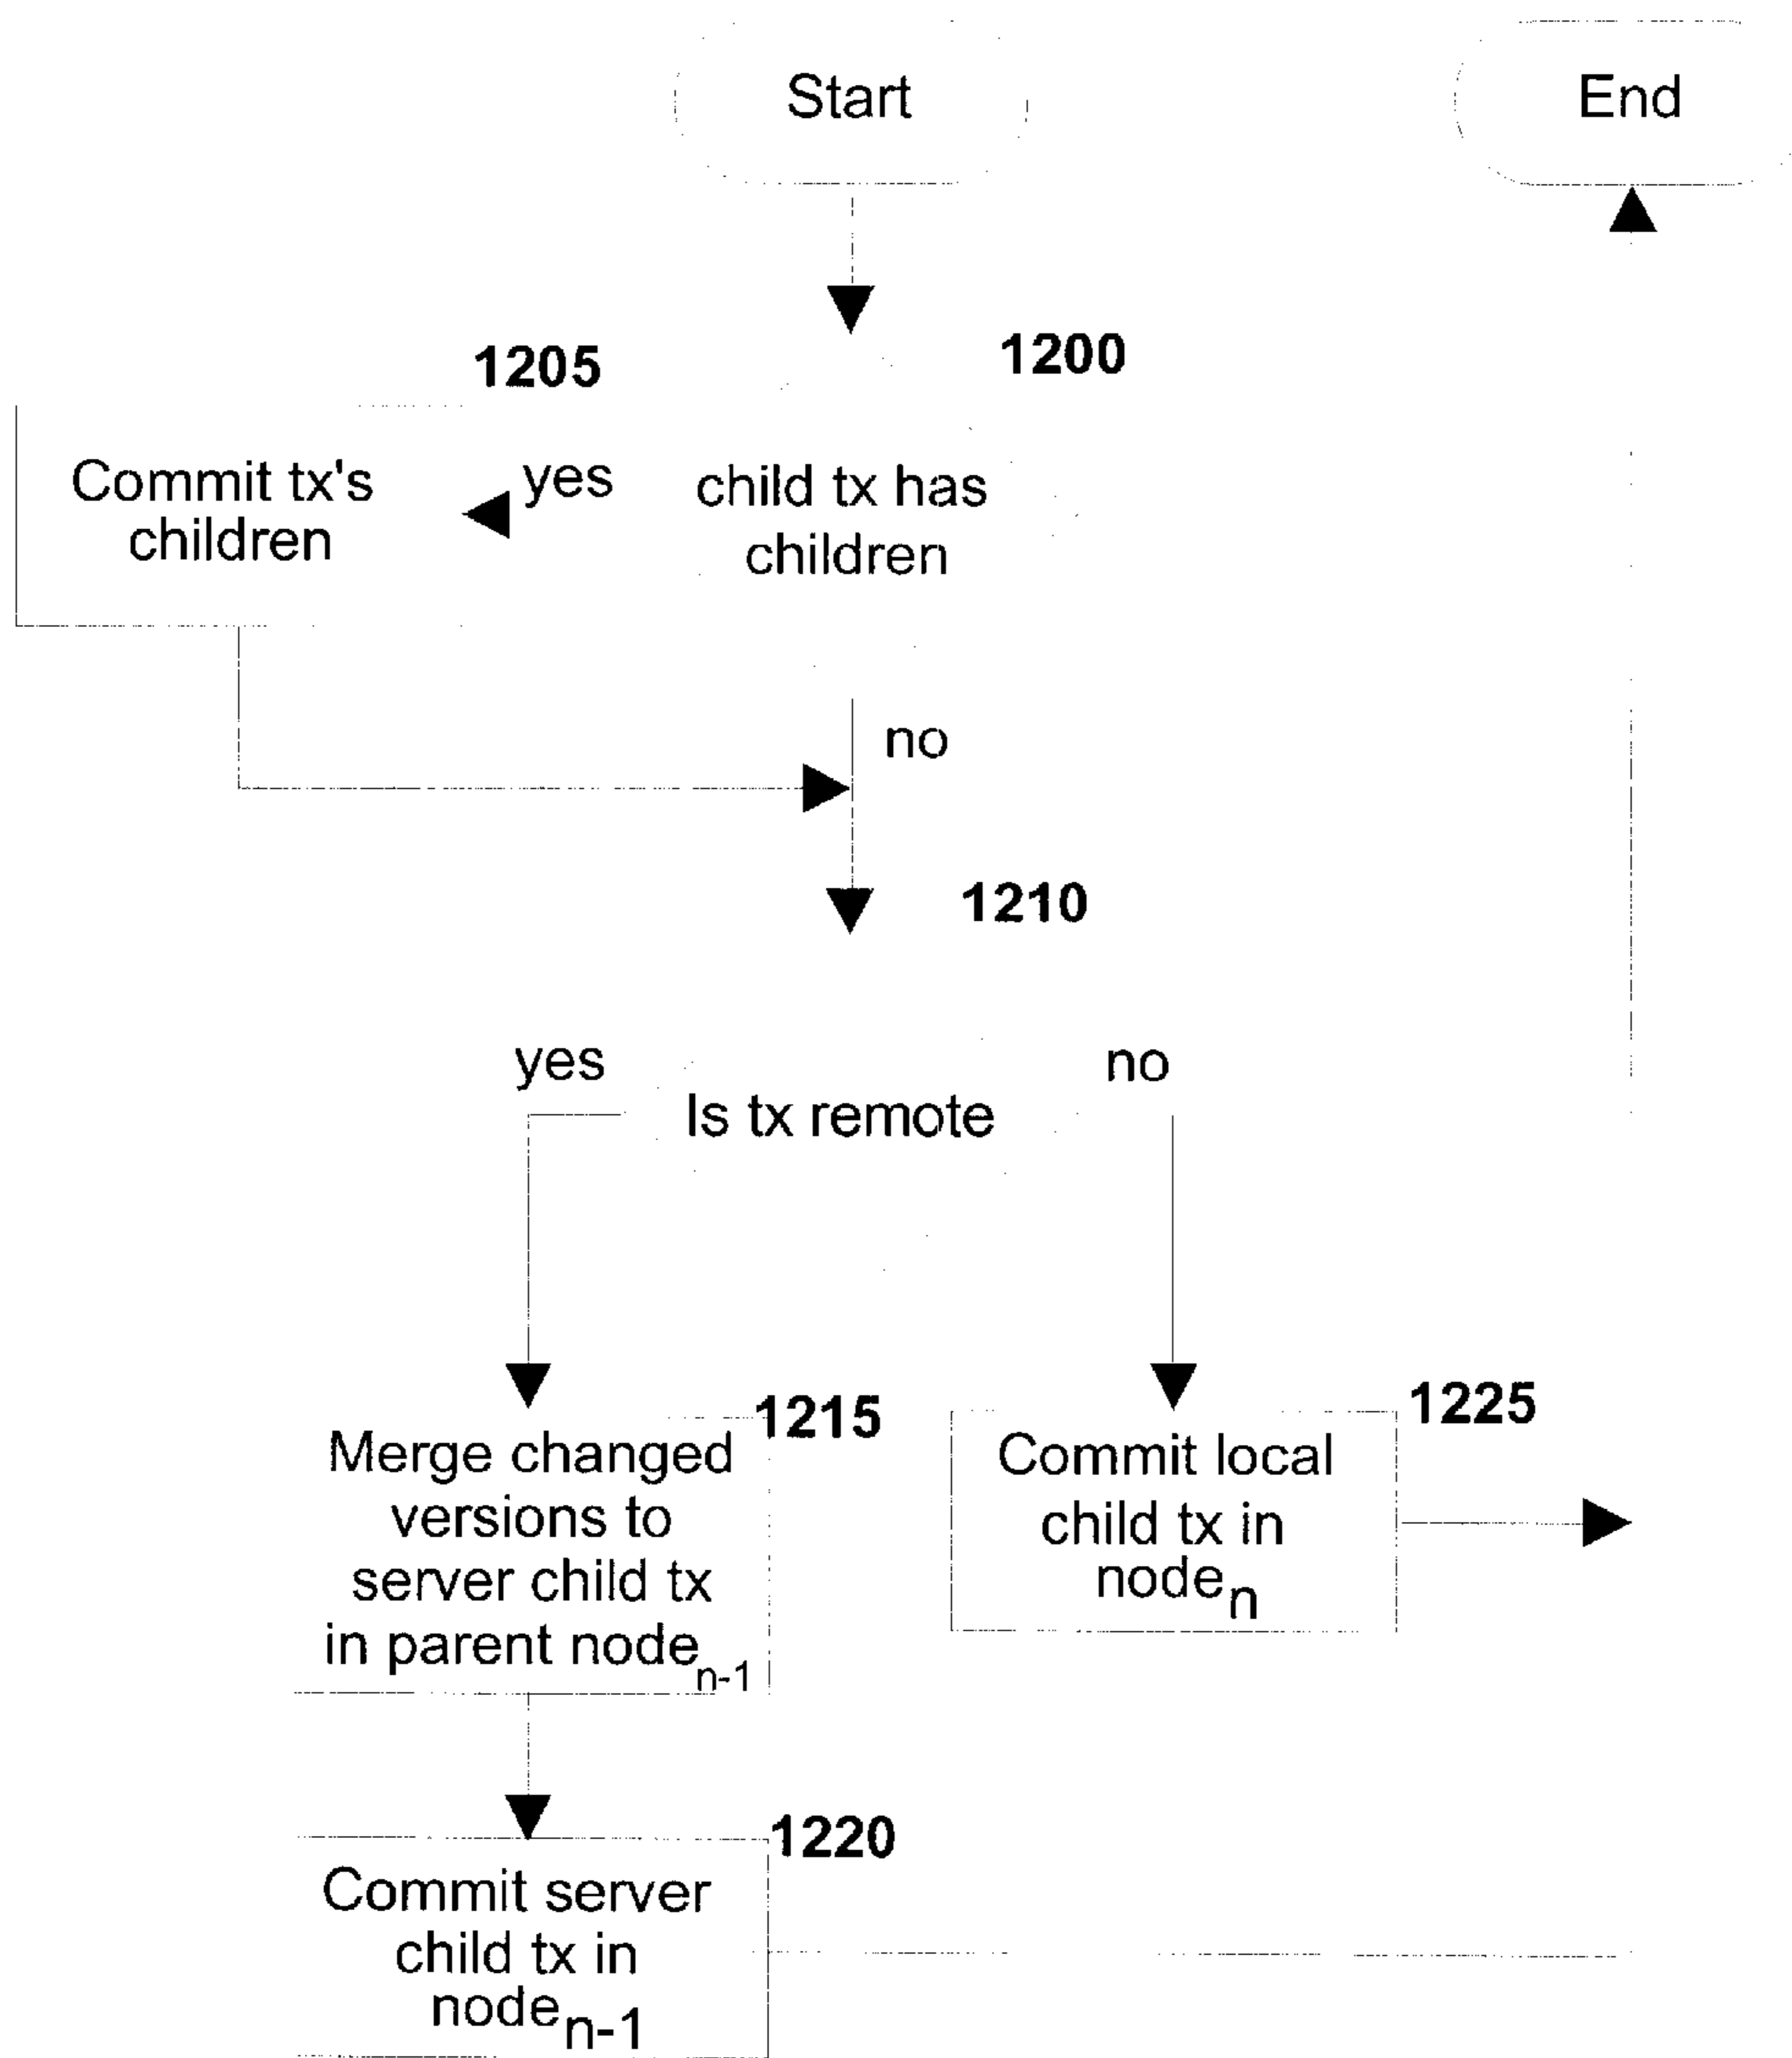 Start
End
1200
1205
Commit tx's
children
yes
child tx has
children
no
1210
yes
no
Is tx remote
1215
Merge changed
versions to
server child tx
in parent node n-1
1225
Commit local
child tx in
node n
1220
Commit server
child tx in
node n-1